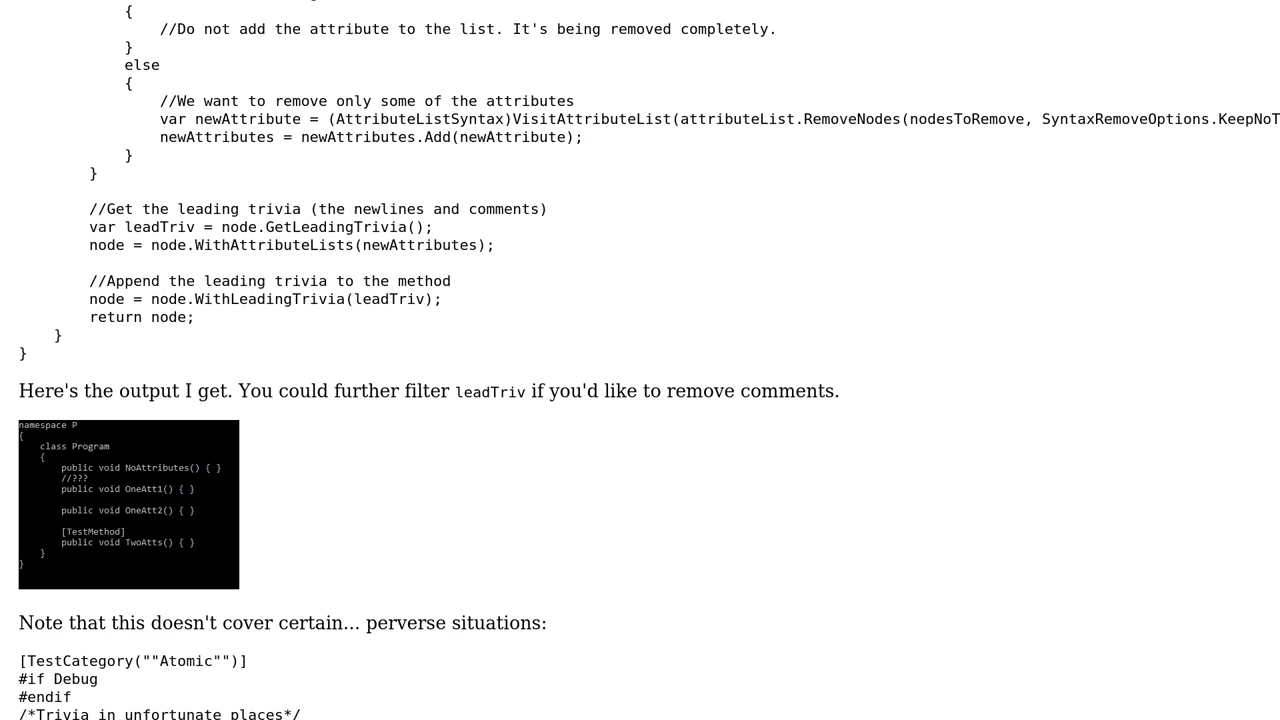 {
//Do not add the attribute to the list. It's being removed completely.
}
else
{
//We want to remove only some of the attributes
var newAttribute = (AttributeListSyntax)VisitAttributeList(attributeList.RemoveNodes(nodesToRemove, SyntaxRemoveOptions.KeepNoT
newAttributes = newAttributes.Add(newAttribute);
}
}
//Get the leading trivia (the newlines and comments)
var leadTriv = node.GetLeadingTrivia();
node = node.WithAttributeLists(newAttributes);
//Append the leading trivia to the method
node = node.WithLeadingTrivia(leadTriv);
return node;
}
}
Here's the output I get. You could further filter leadTriv if you'd like to remove comments.
namespace P
{
class Program
{
public void NoAttributes() { }
//???
public void OneAtt1() { }
public void OneAtt2() { }
[TestMethod]
public void TwoAtts() { }
}
}
Note that this doesn't cover certain... perverse situations:
[TestCategory(""Atomic"")]
#if Debug
#endif
/*Trivia in unfortunate places*/